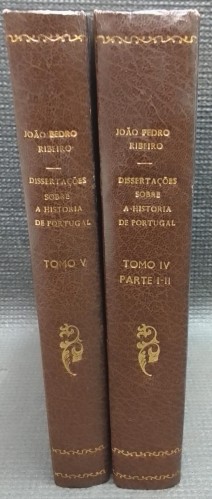 JOÃO PEDRO
RIBEIRO
DISSERTAÇÕES
SOBRE
A HISTORIA
DE PORTUGAL
TOMO V
JOÃO PEDRO
RIBEIRO
DISSERTAÇÕES
SOBRE
A HISTORIA
DE PORTUGAL
TOMO IV
PARTE I-II